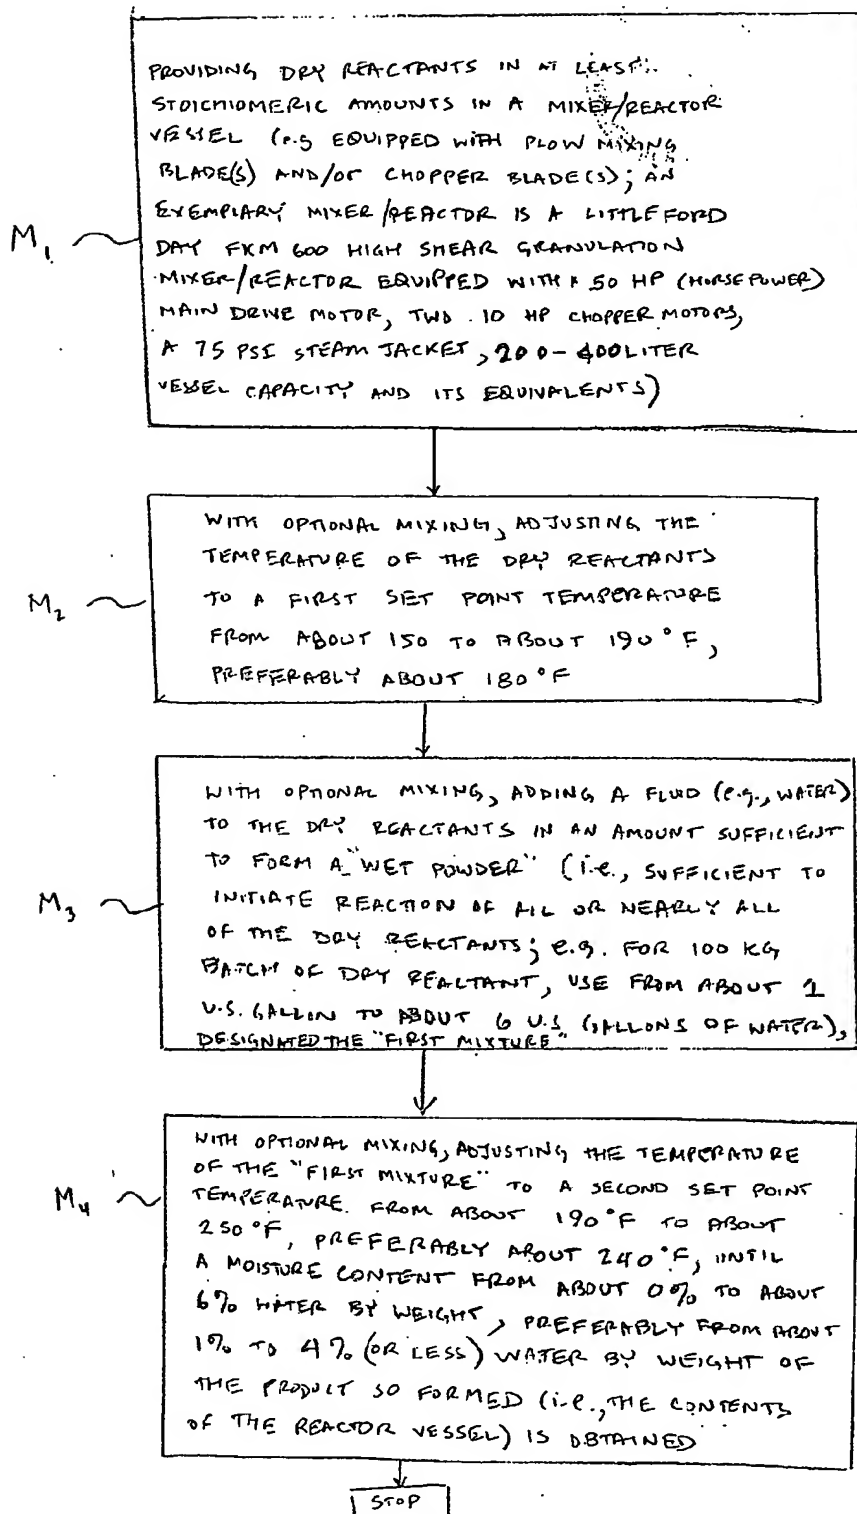 PROVIDING DRY REACTANTS IN AT LEAST
STOICHIOMERIC AMOUNTS IN A MIXER/REACTOR
VESSEL (e.g EQUIPPED WITH PLOW MIXING
BLADE(S) AND/OR CHOPPER BLADE(S); AN
EXEMPLARY MIXER/REACTOR IS A LITTLEFORD
DAY FKM 600 HIGH SHEAR GRANULATION
MIXER/REACTOR EQUIPPED WITH A 50 HP (HORSEPOWER)
MAIN DRIVE MOTOR, TWO 10 HP CHOPPER MOTORS,
A 75 PSI STEAM JACKET, 200-400 LITER
VESSEL CAPACITY AND ITS EQUIVALENTS)
M1
WITH OPTIONAL MIXING, ADJUSTING THE
TEMPERATURE OF THE DRY REACTANTS
TO A FIRST SET POINT TEMPERATURE
FROM ABOUT 150 TO ABOUT 190°F,
PREFERABLY ABOUT 180°F
M2
WITH OPTIONAL MIXING, ADDING A FLUID (e.g., WATER)
TO THE DRY REACTANTS IN AN AMOUNT SUFFICIENT
TO FORM A "WET POWDER" (i.e., SUFFICIENT TO
INITIATE REACTION OF ALL OR NEARLY ALL
OF THE DRY REACTANTS; e.g. FOR 100 KG
BATCH OF DRY REACTANT, USE FROM ABOUT 1
U.S. GALLON TO ABOUT 6 U.S. GALLONS OF WATER),
DESIGNATED THE "FIRST MIXTURE"
M3
WITH OPTIONAL MIXING, ADJUSTING THE TEMPERATURE
OF THE "FIRST MIXTURE" TO A SECOND SET POINT
TEMPERATURE FROM ABOUT 190°F TO ABOUT
250°F, PREFERABLY ABOUT 240°F, UNTIL
A MOISTURE CONTENT FROM ABOUT 0% TO ABOUT
6% WATER BY WEIGHT, PREFERABLY FROM ABOUT
1% TO 4% (OR LESS) WATER BY WEIGHT OF
THE PRODUCT SO FORMED (i.e., THE CONTENTS
OF THE REACTOR VESSEL) IS OBTAINED
M4
STOP